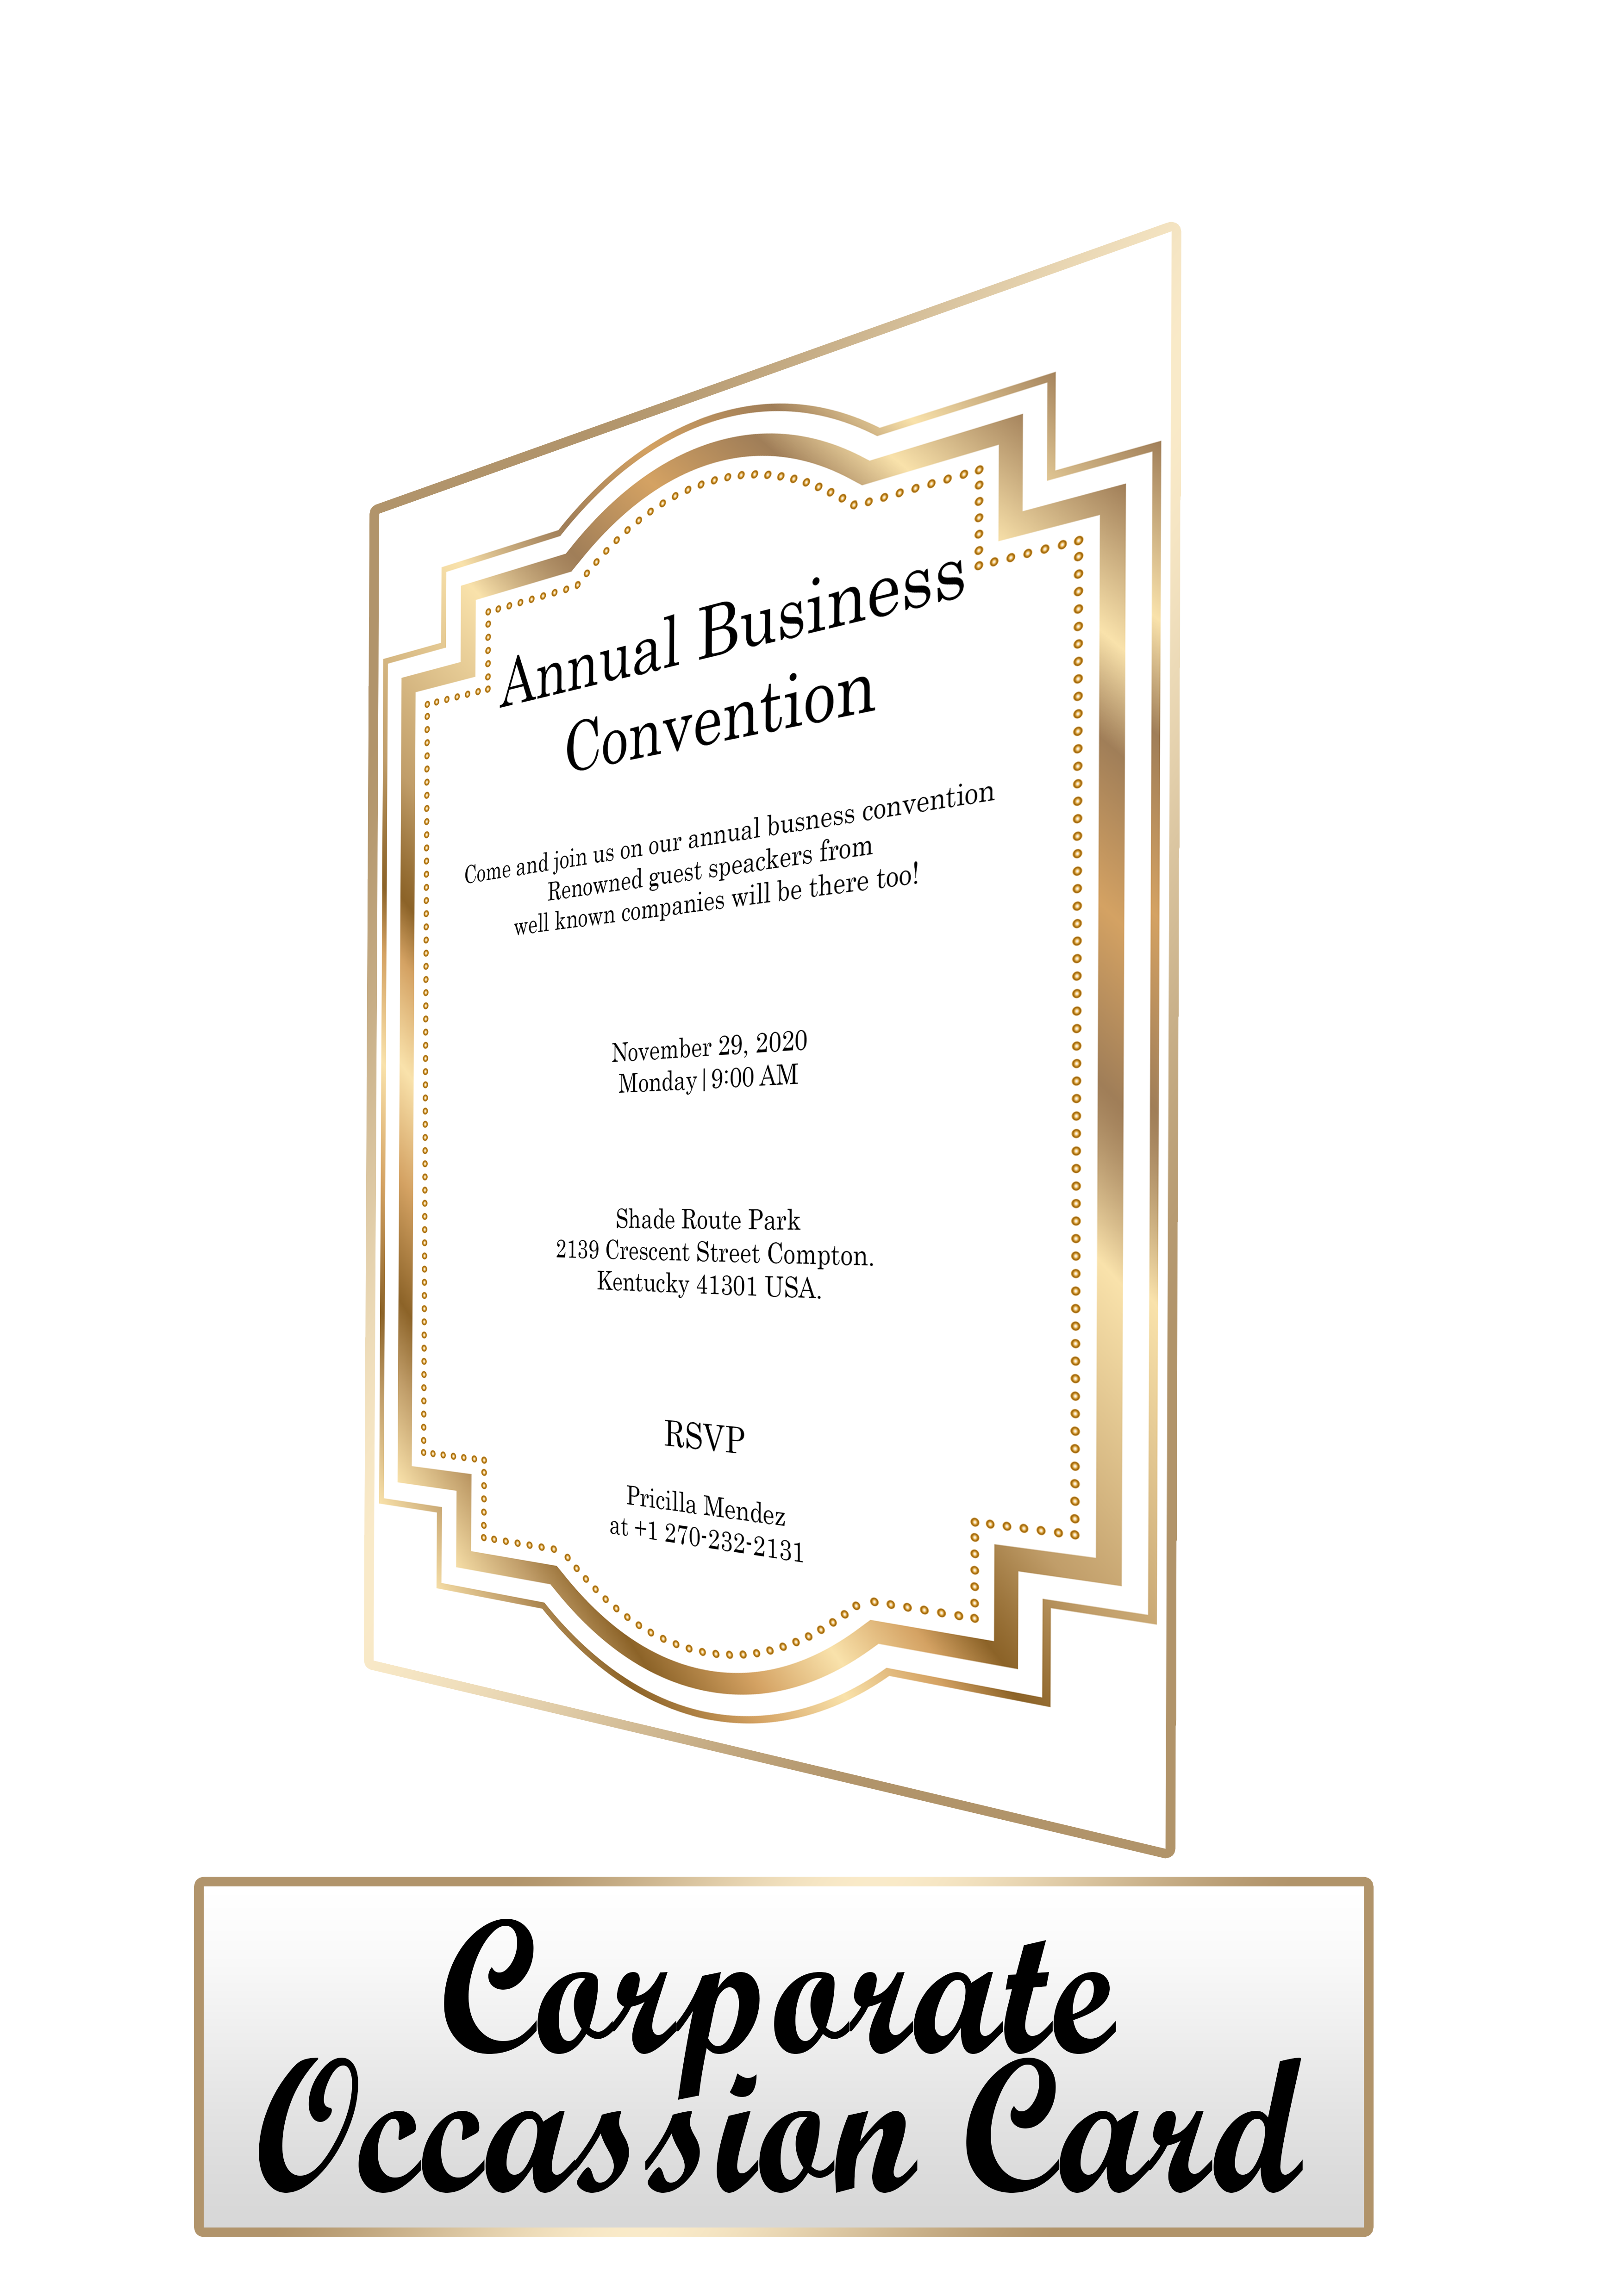 Annual Business
Convention
Come and join us on our annual busness convention
Renowned guest speackers from
well known companies will be there too!
November 29, 2020
Monday|9:00 AM
Shade Route Park
2139 Crescent Street Compton.
Kentucky 41301 USA.
RSVP
Pricilla Mendez
at +1 270-232-2131
Corporate
Occassion Card